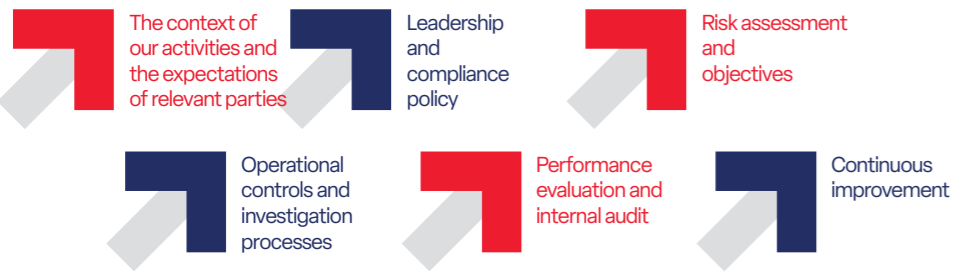 The context of
our activities and
the expectations
of relevant parties
Leadership
and
compliance
policy
Risk assessment
and
objectives
Operational
controls and
investigation
processes
Performance
evaluation and
internal audit
Continuous
improvement